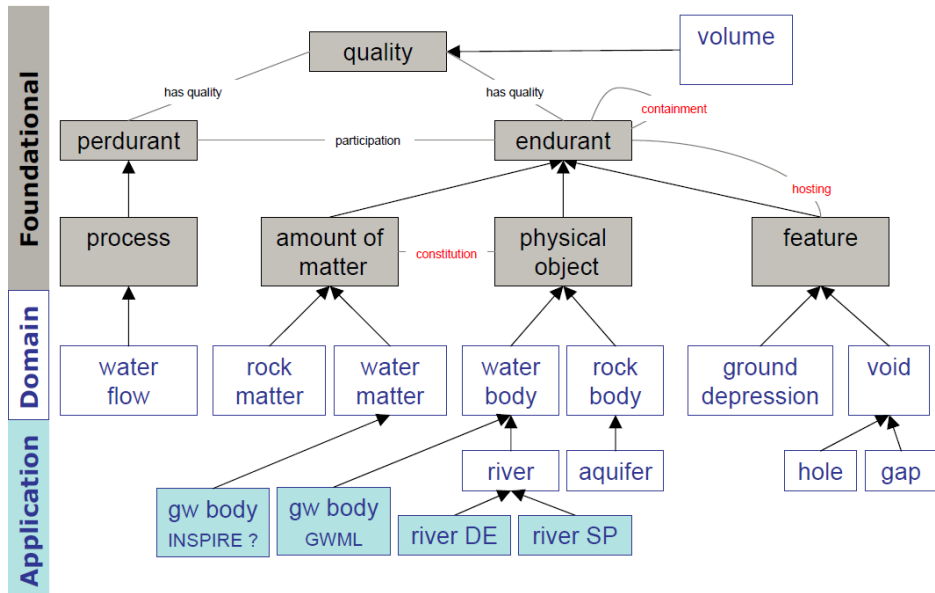 Foundational
Domain
Application
quality
volume
has quality
has quality
containment
perdurant
participation
endurant
hosting
process
amount of
matter
constitution
physical
object
feature
water
flow
rock
matter
water
matter
water
body
rock
body
ground
depression
void
river
aquifer
hole
gap
gw body
INSPIRE ?
gw body
GWML
river DE
river SP